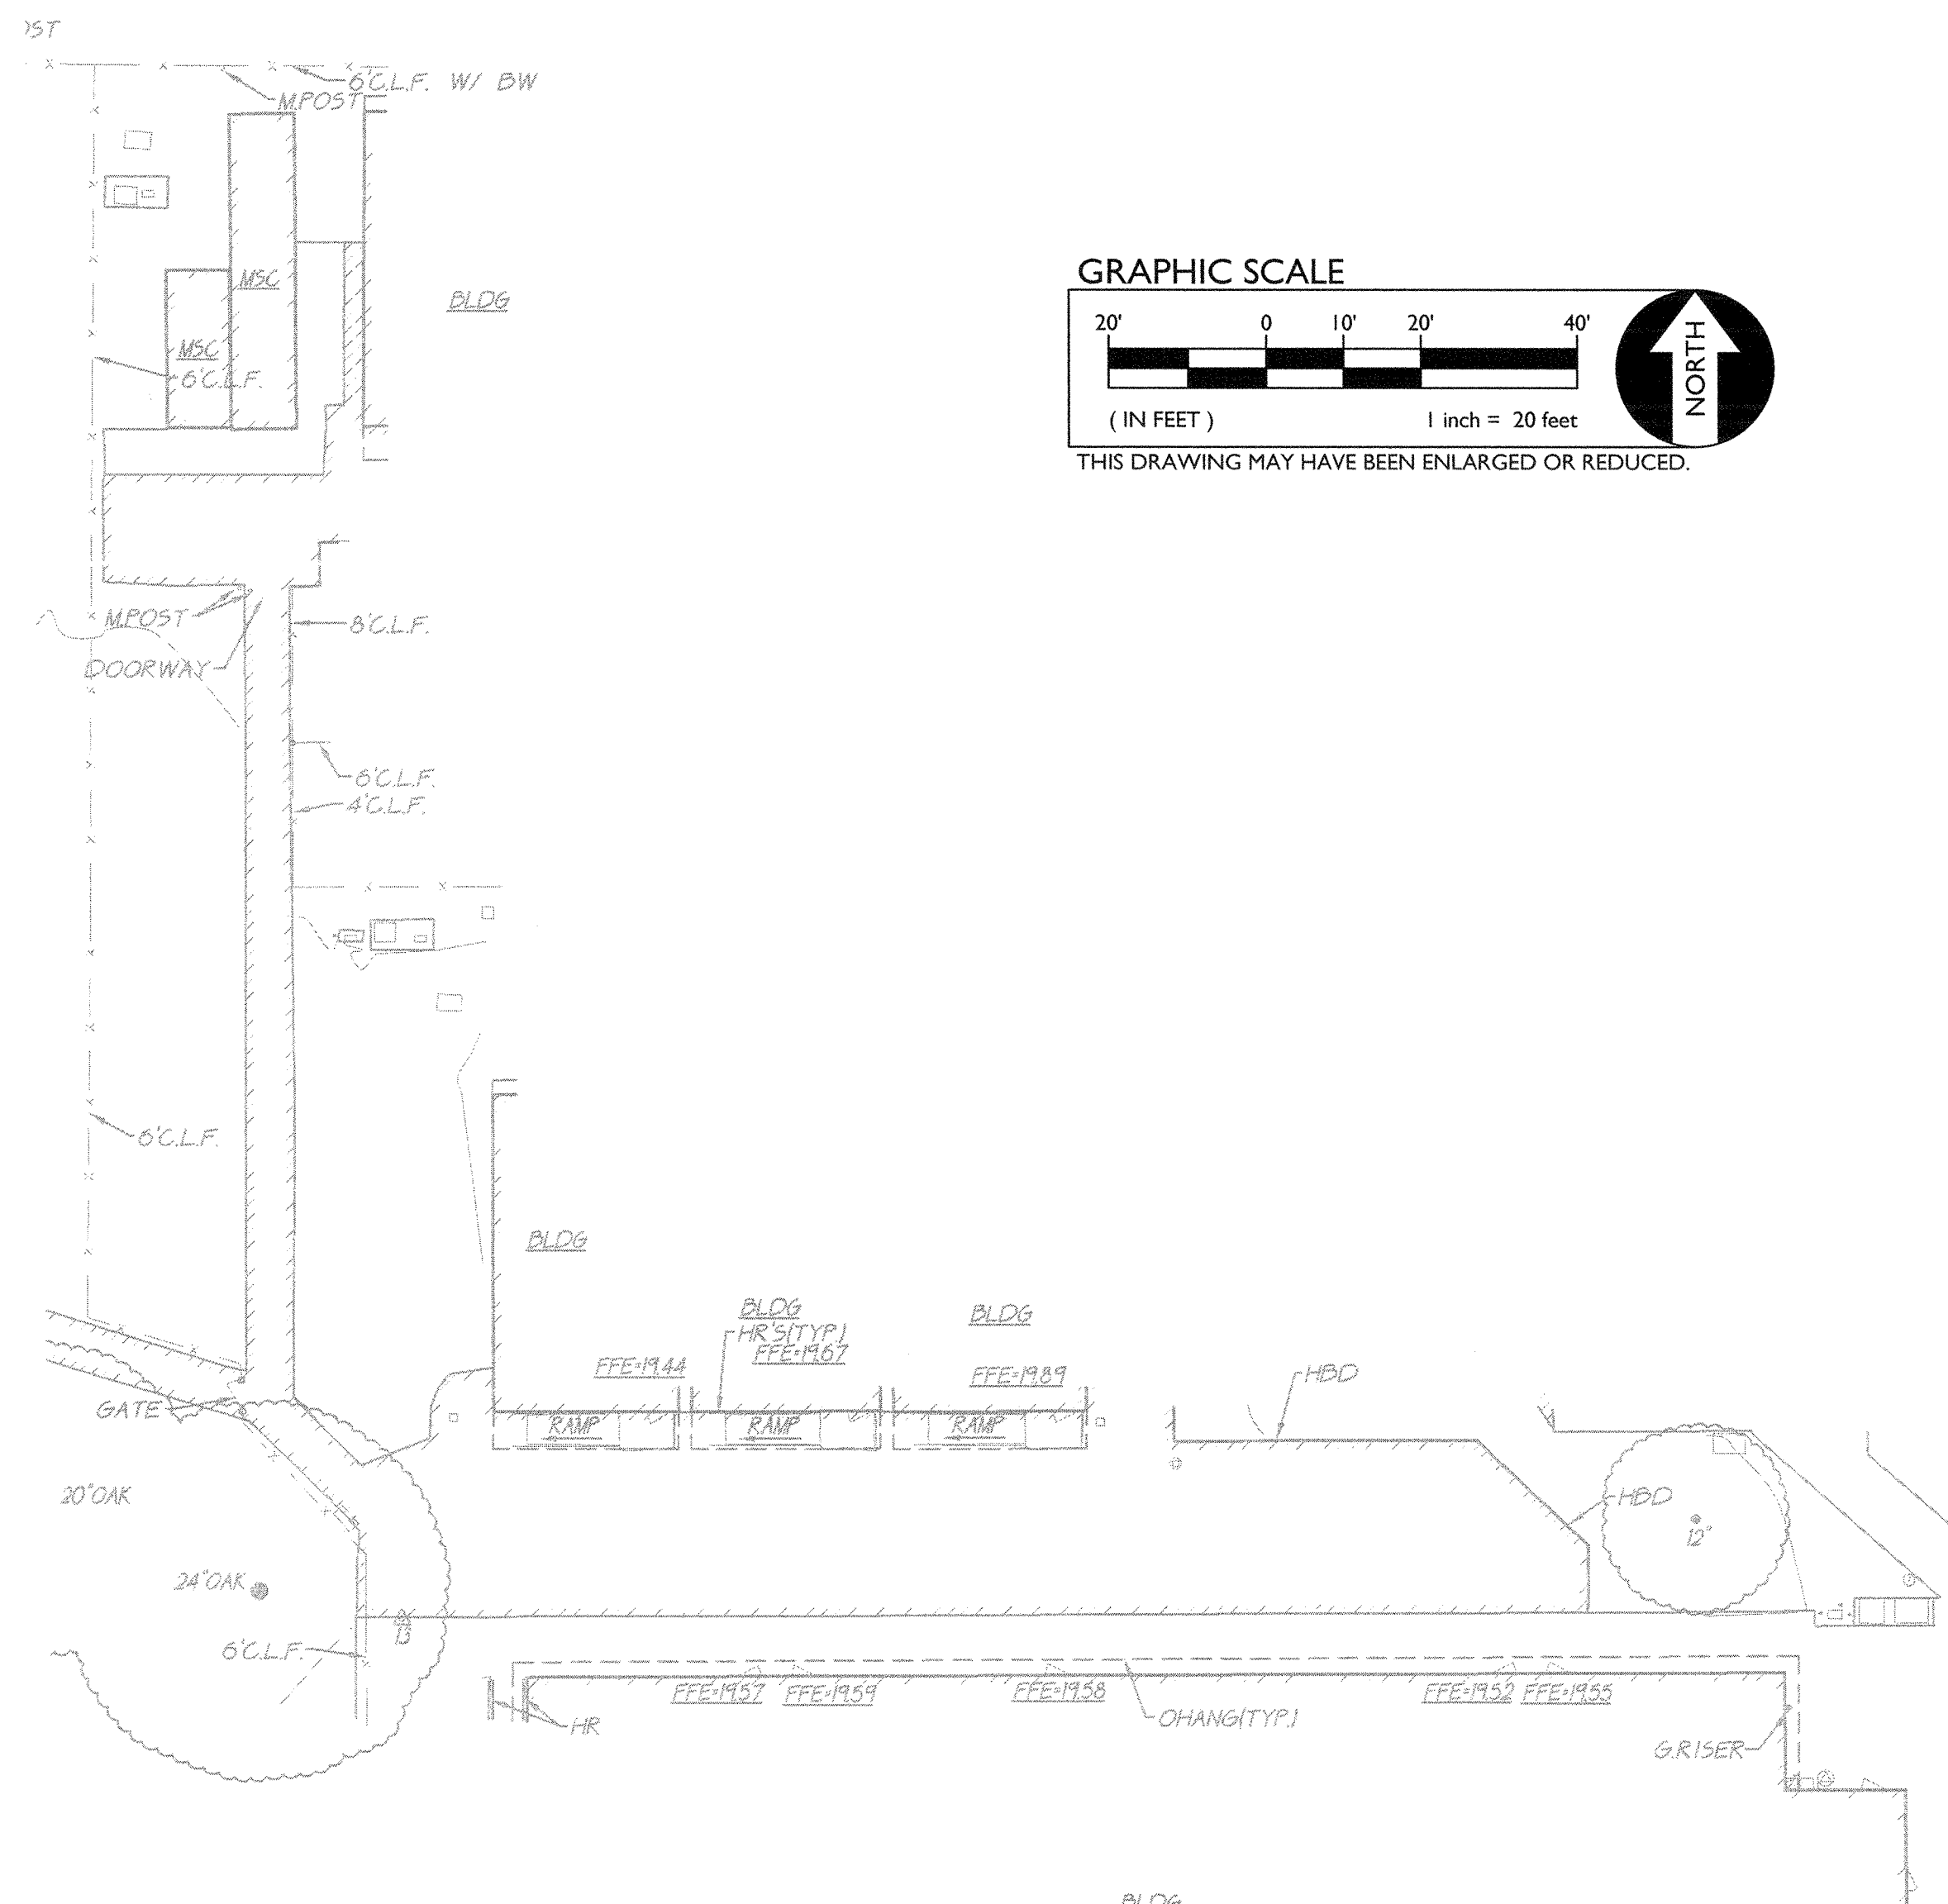 6'C.L.F. W/ BW
M.POST
MSC
BLDG
MSC
6'C.L.F.
GRAPHIC SCALE
20' 0 10' 20' 40'
( IN FEET ) 1 inch = 20 feet
NORTH
THIS DRAWING MAY HAVE BEEN ENLARGED OR REDUCED.
M.POST
8'C.L.F.
DOORWAY
8'C.L.F.
4'C.L.F.
6'C.L.F.
BLDG
BLDG
BLDG
HR'S(TYP.)
FFE=19.67
FFE=19.44
FFE=19.89
HBD
GATE
RAMP
RAMP
RAMP
20"OAK
HBD
12"
24"OAK
13
6'C.L.F.
FFE=19.57
FFE=19.59
FFE=19.58
FFE=19.52
FFE=19.55
HR
OHANG(TYP.)
G.RISER
BLDG